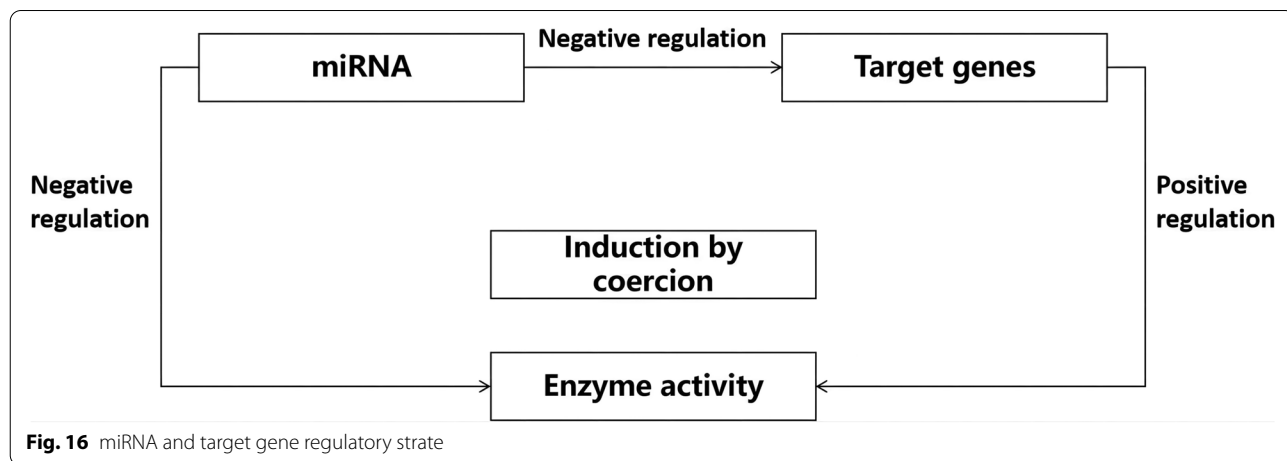 Negative regulation
miRNA
Target genes
Negative
regulation
Positive
regulation
Induction by
coercion
Enzyme activity
Fig. 16 miRNA and target gene regulatory strate